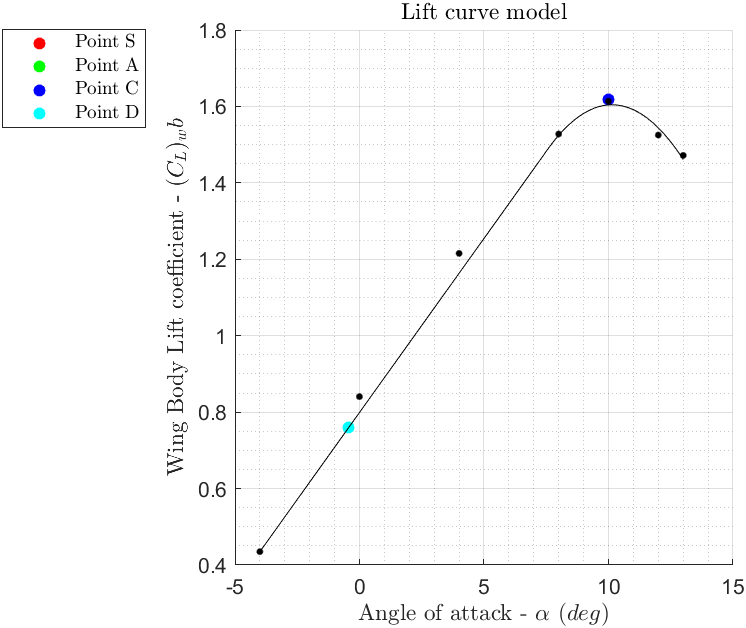 Lift curve model
Point S
Point A
Point C
Point D
Wing Body Lift coefficient - $(C_L)_w b$
1.8
1.6
1.4
1.2
1
0.8
0.6
0.4
-5 0 5 10 15
Angle of attack - α (deg)